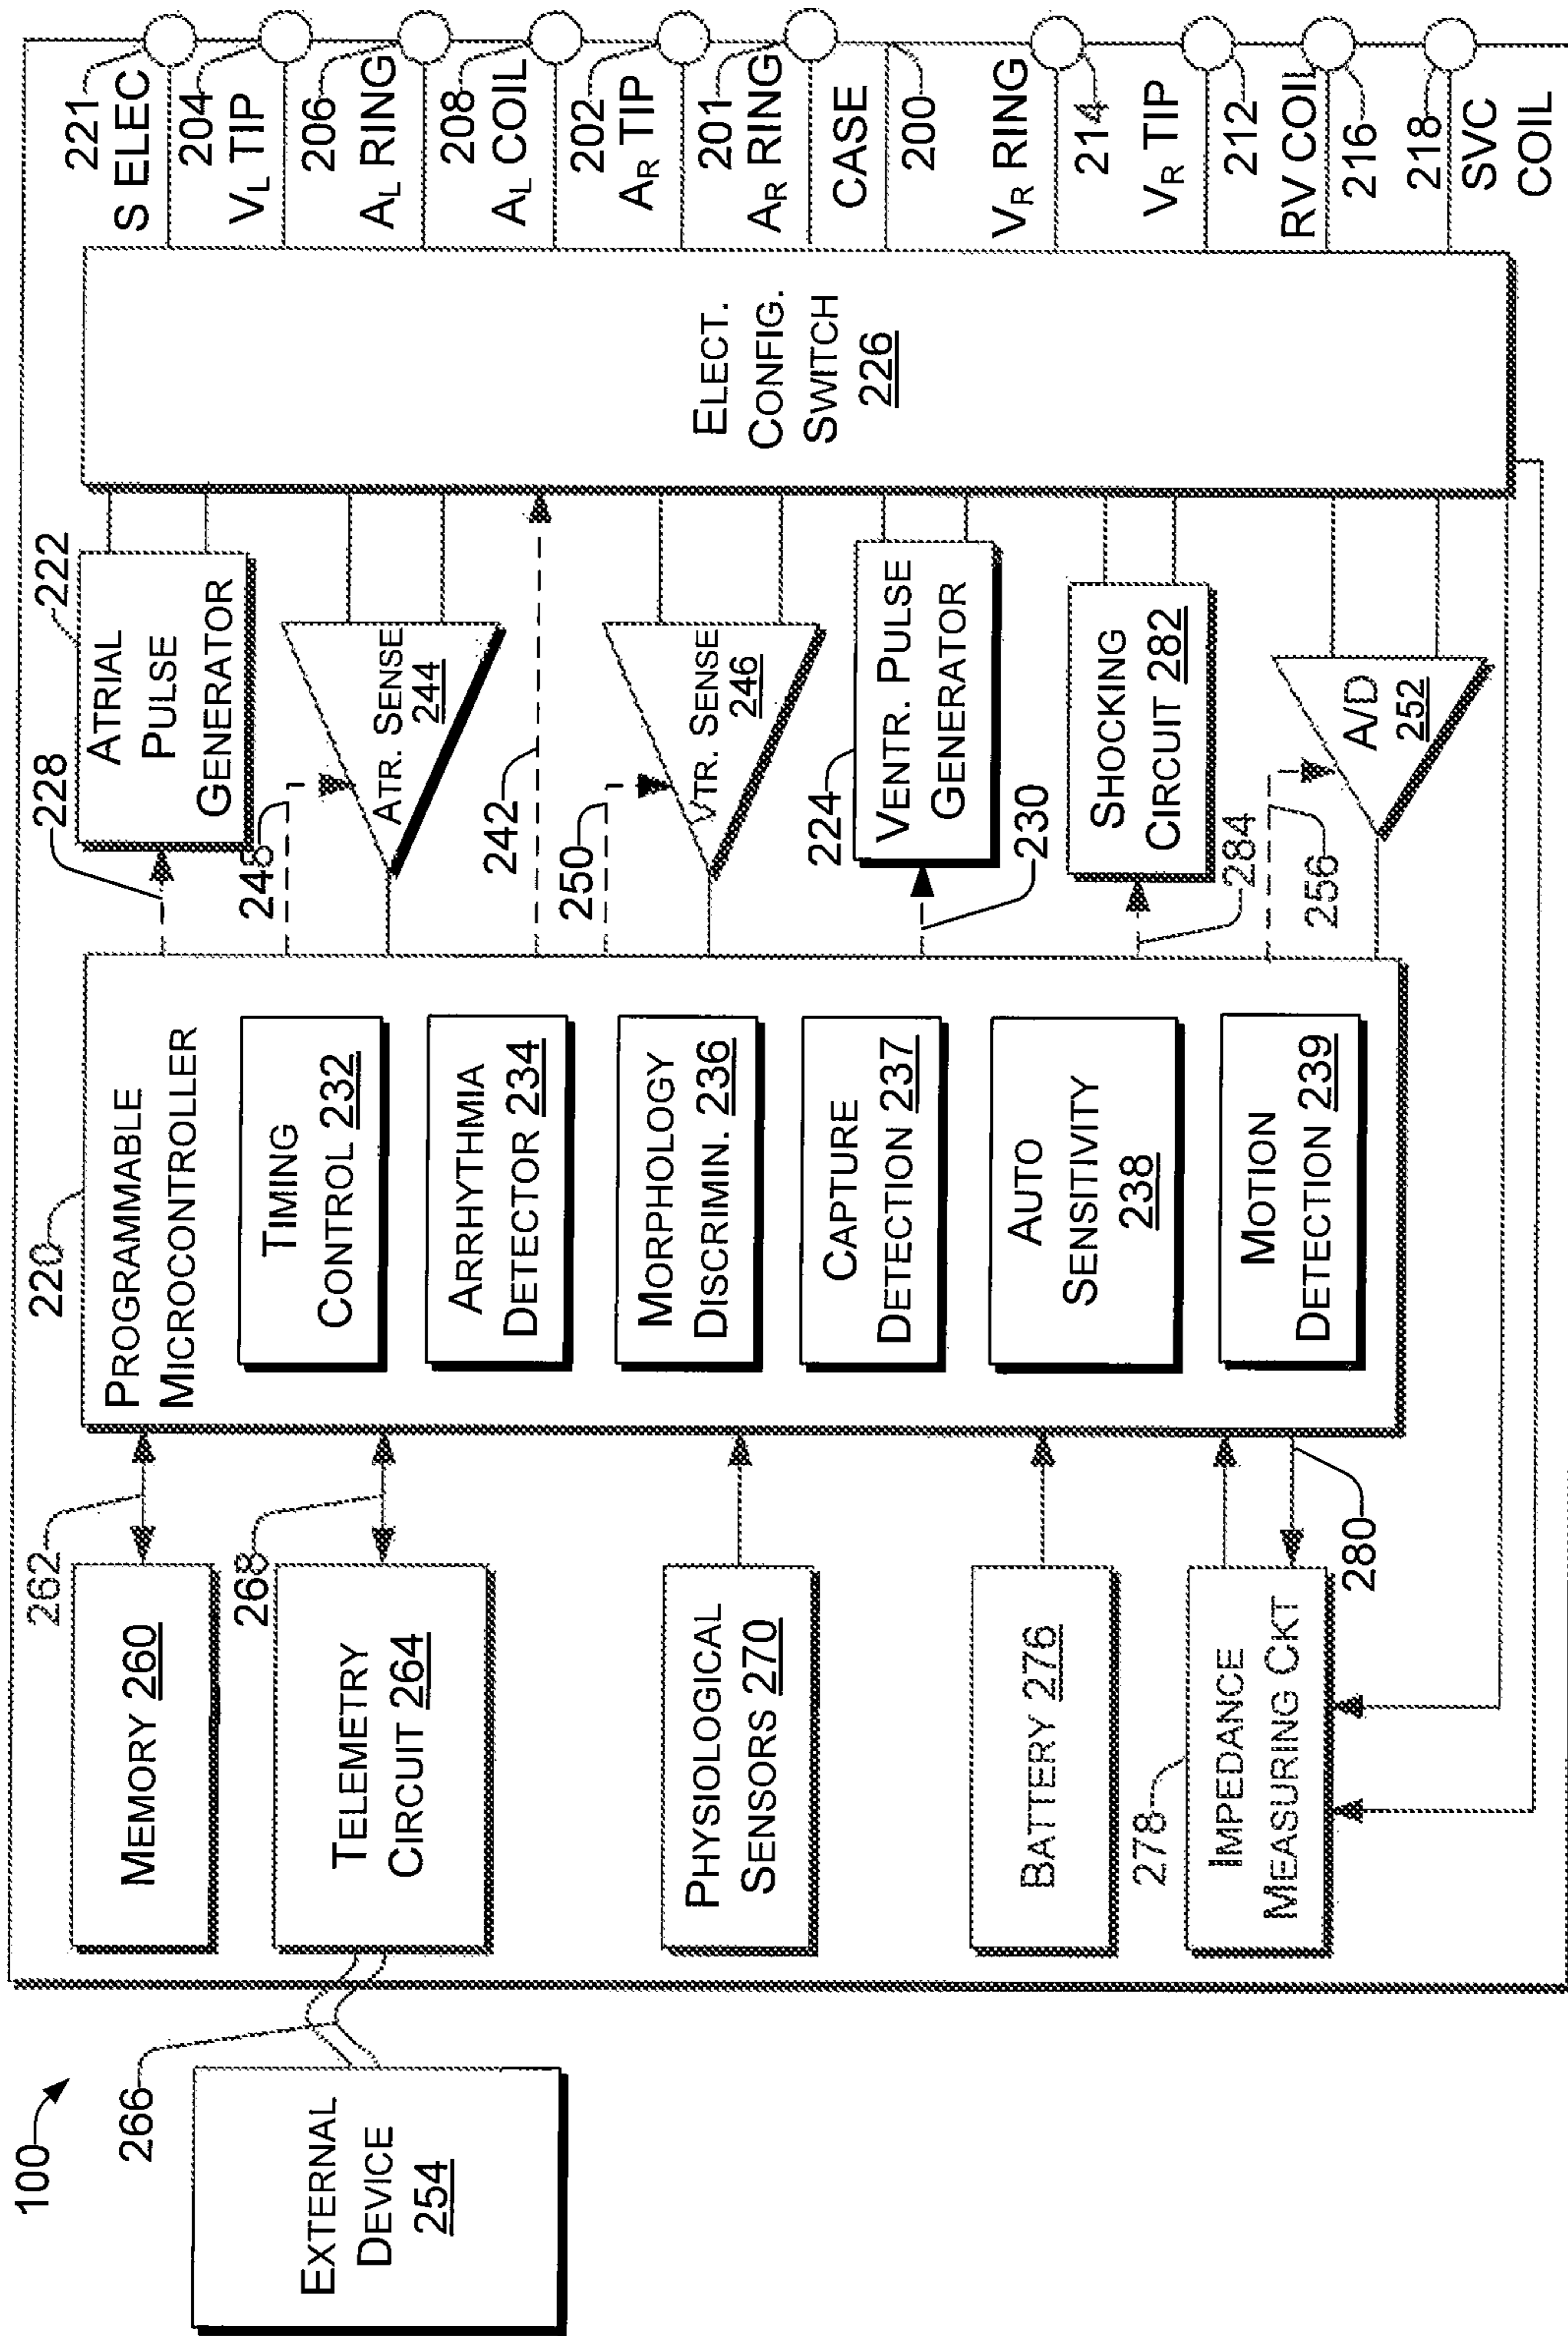 100
266
EXTERNAL
DEVICE
254
262
MEMORY 260
268
TELEMETRY
CIRCUIT 264
PHYSIOLOGICAL
SENSORS 270
BATTERY 276
278
IMPEDANCE
MEASURING CKT
280
220
PROGRAMMABLE
MICROCONTROLLER
TIMING
CONTROL 232
ARRHYTHMIA
DETECTOR 234
MORPHOLOGY
DISCRIMIN. 236
CAPTURE
DETECTION 237
AUTO
SENSITIVITY
238
MOTION
DETECTION 239
222
228
ATRIAL
PULSE
GENERATOR
248
ATR. SENSE
244
242
250
VTR. SENSE
246
224
VENTR. PULSE
GENERATOR
230
SHOCKING
CIRCUIT 282
284
256
A/D
252
ELECT.
CONFIG.
SWITCH
226
221
S ELEC
204
VL TIP
206
AL RING
208
AL COIL
202
AR TIP
201
AR RING
CASE
200
VR RING
214
VR TIP
212
RV COIL
216
218
SVC
COIL